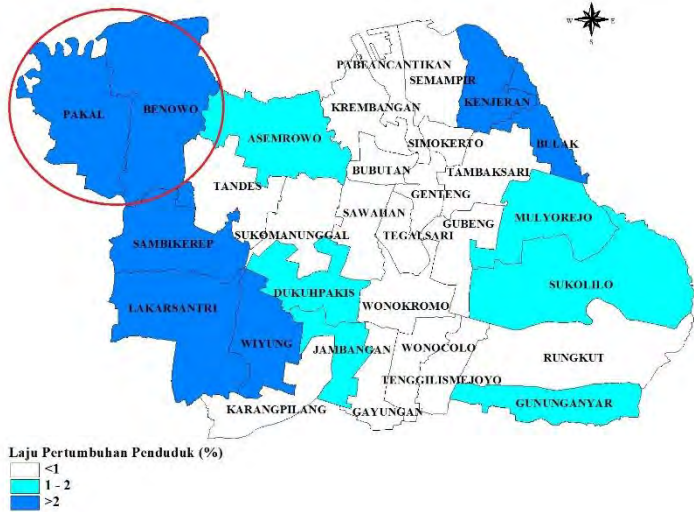 W E
S
PABEANCANTIKAN
SEMAMPIR
KREMBANGAN
KENJERAN
PAKAL
BENOWO
ASEMROWO
SIMOKERTO
BULAK
BUBUTAN
TAMBAKSARI
TANDES
GENTENG
SAWAHAN
GUBENG
MULYOREJO
SUKOMANUNGGAL
TEGALSARI
SAMBIKEREP
SUKOLILO
DUKUHPAKIS
LAKARSANTRI
WONOKROMO
WIYUNG
JAMBANGAN
WONOCOLO
RUNGKUT
TENGGILISMEJOYO
GUNUNGANYAR
KARANGPILANG
GAYUNGAN
Laju Pertumbuhan Penduduk (%)
<1
1 - 2
>2